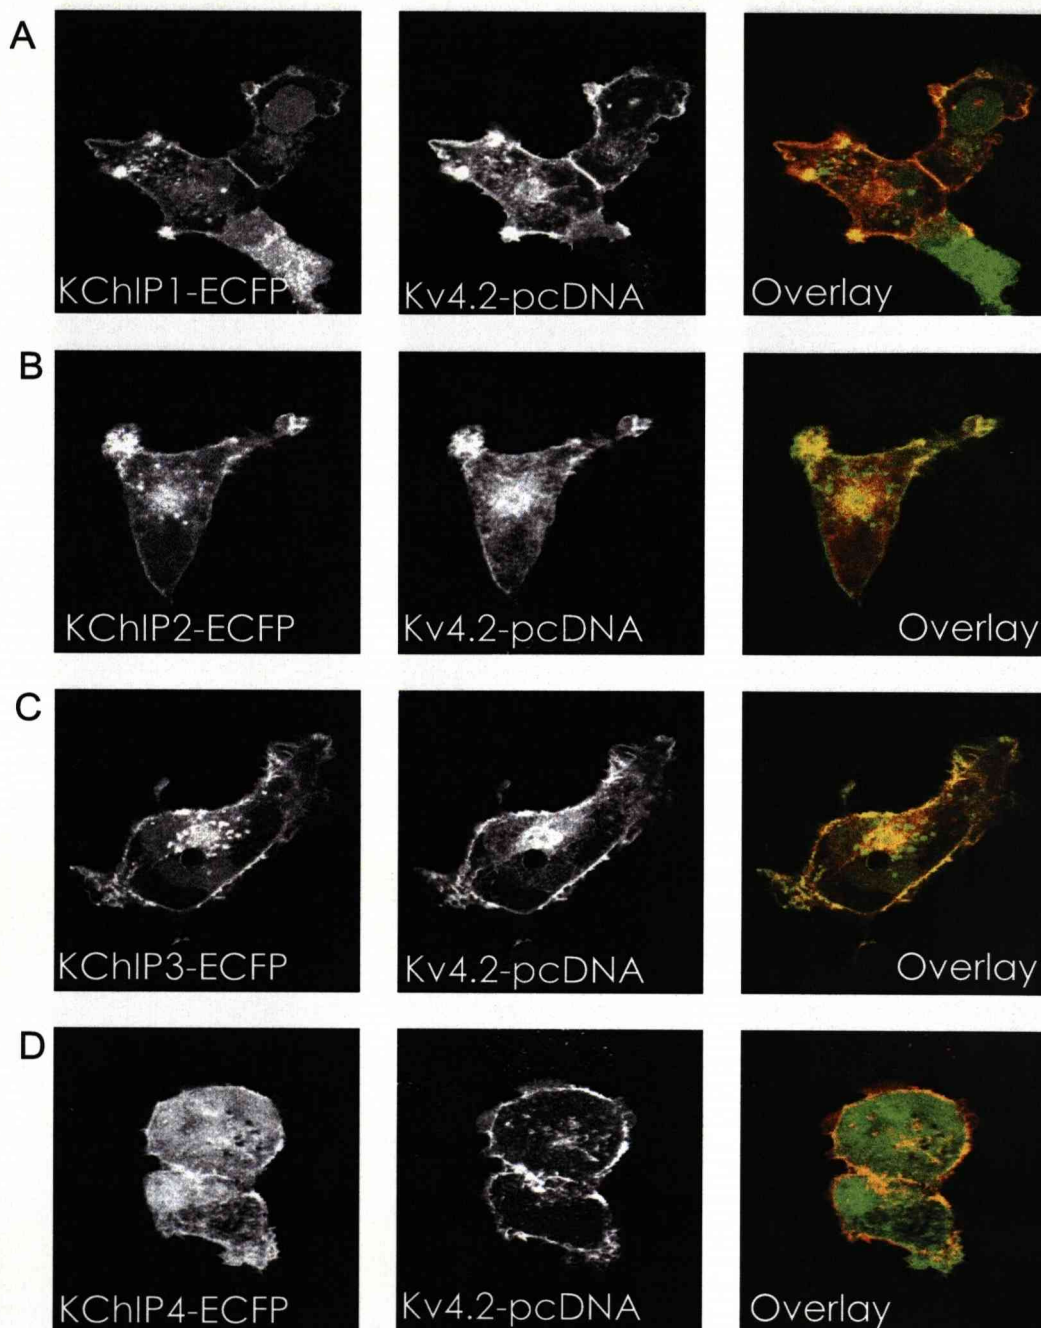 A
KChIP1-ECFP
Kv4.2-pcDNA
Overlay
B
KChIP2-ECFP
Kv4.2-pcDNA
Overlay
C
KChIP3-ECFP
Kv4.2-pcDNA
Overlay
D
KChIP4-ECFP
Kv4.2-pcDNA
Overlay